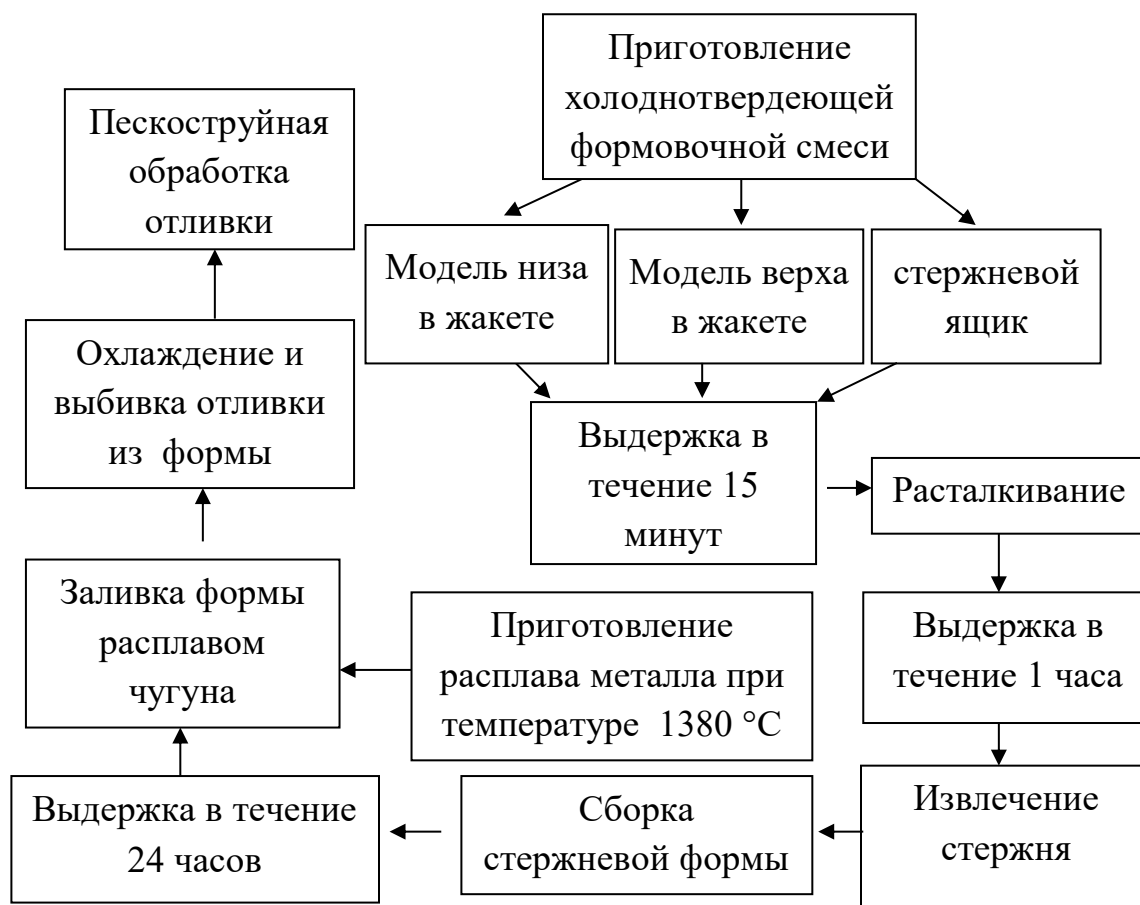 Приготовление
холоднотвердеющей
формовочной смеси
Пескоструйная
обработка
отливки
Модель низа
в жакете
Модель верха
в жакете
стержневой
ящик
Охлаждение и
выбивка отливки
из формы
Выдержка в
течение 15
минут
Расталкивание
Заливка формы
расплавом
чугуна
Приготовление
расплава металла при
температуре 1380 °С
Выдержка в
течение 1 часа
Выдержка в течение
24 часов
Сборка
стержневой формы
Извлечение
стержня